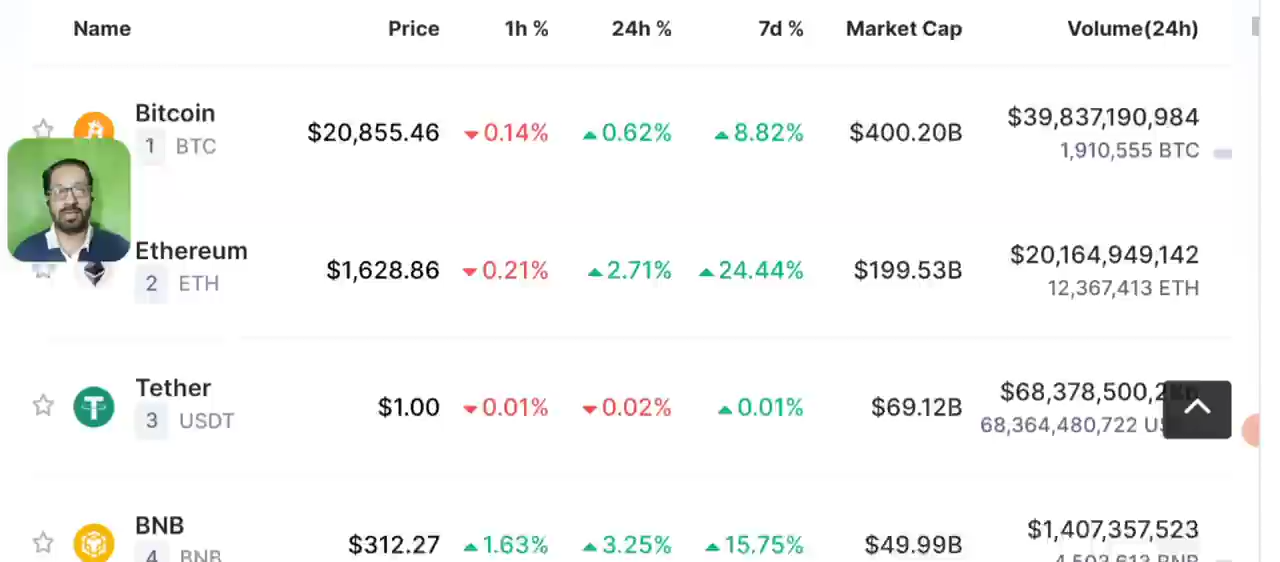 Name Price 1h % 24h % 7d % Market Cap Volume(24h)
Bitcoin
$20,855.46 0.14% 0.62% 8.82% $400.20B $39,837,190,984
1 BTC 1,910,555 BTC
Ethereum
$1,628.86 0.21% 2.71% 24.44% $199.53B $20,164,949,142
2 ETH 12,367,413 ETH
Tether
$1.00 0.01% 0.02% 0.01% $69.12B
3 USDT 68,364,480,722
BNB
$312.27 1.63% 3.25% 15.75% $49.99B $1,407,357,523
4 BNB